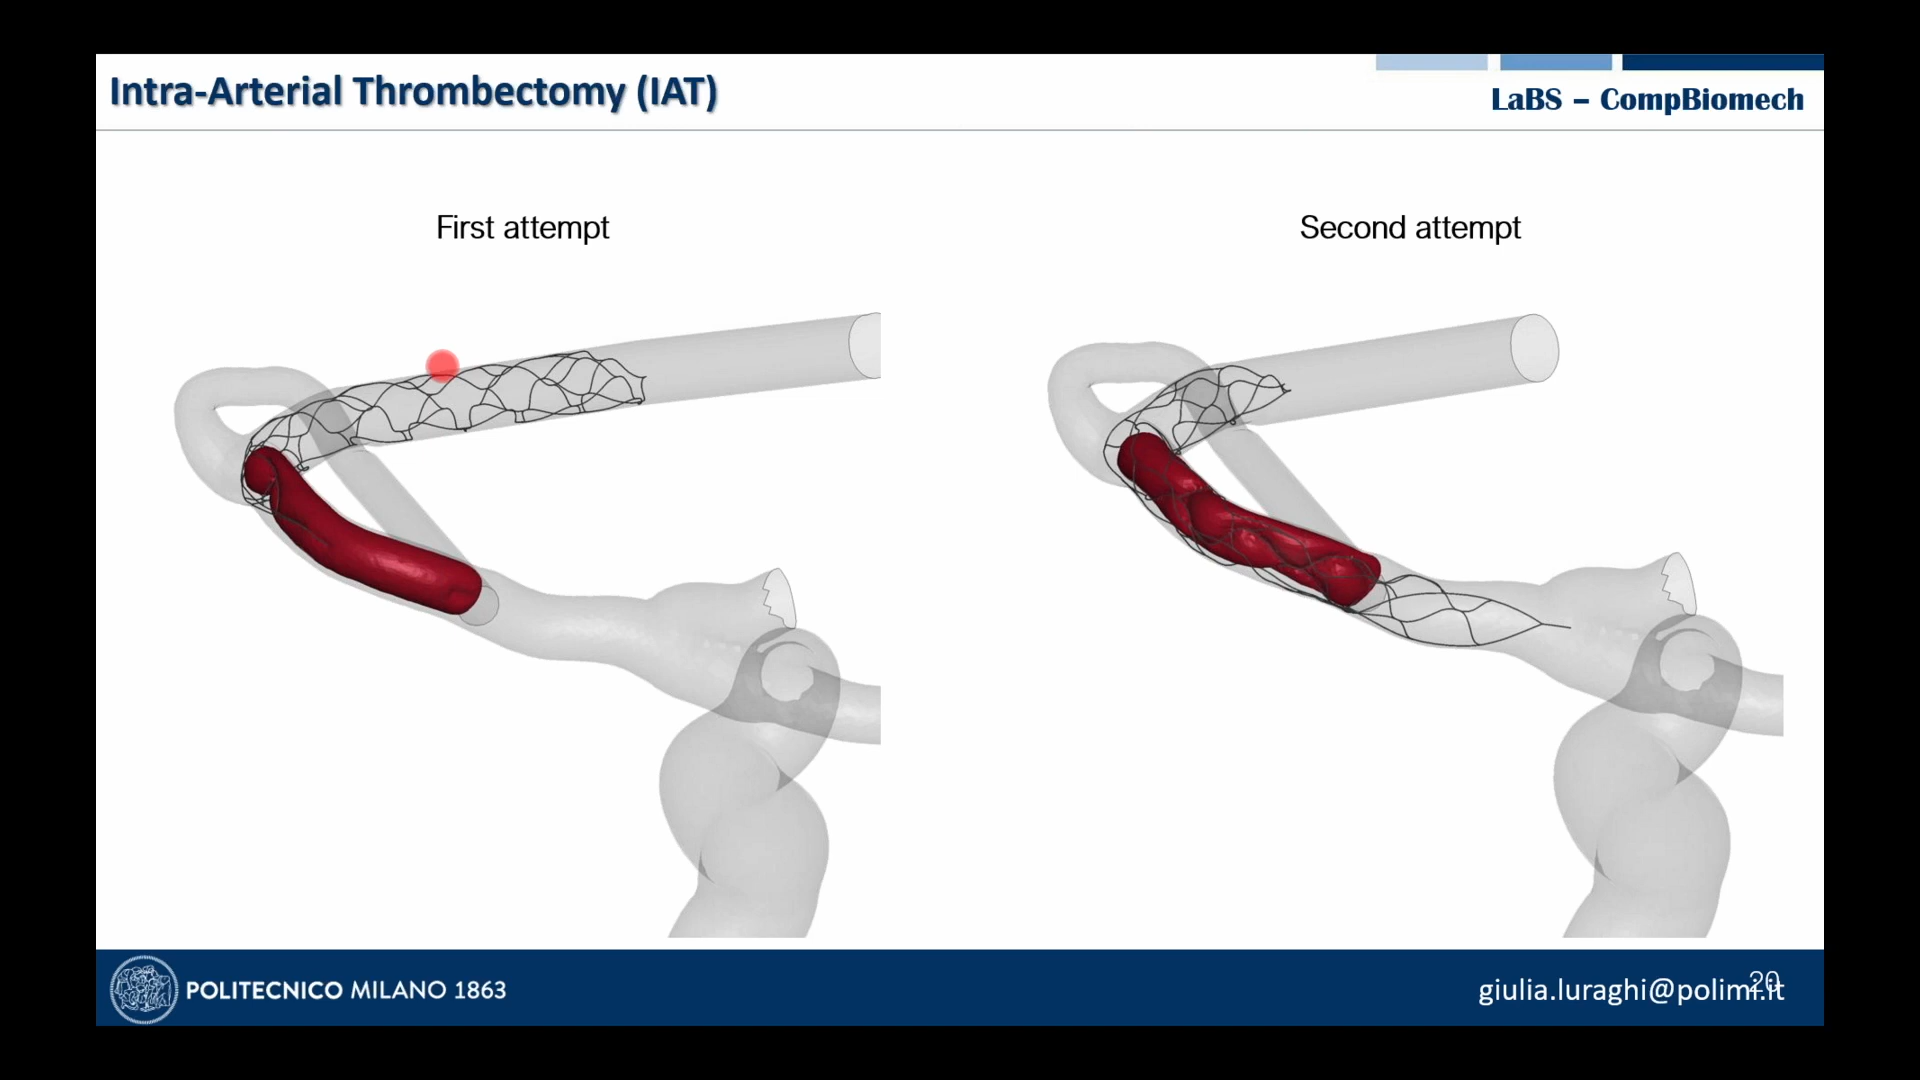 Intra-Arterial Thrombectomy (IAT)
LaBS – CompBiomech
First attempt
Second attempt
POLITECNICO MILANO 1863
giulia.luraghi@polimi.it
20